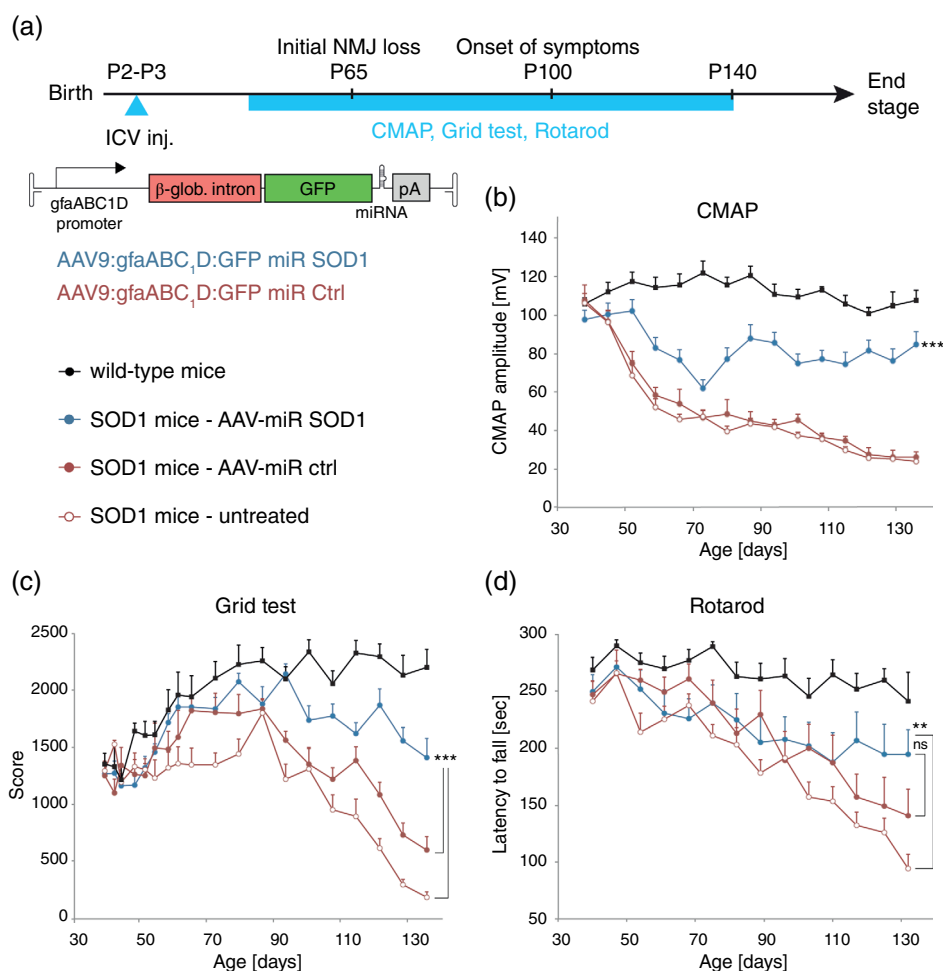 (a)
Initial NMJ loss
Onset of symptoms
P2-P3
P65
P100
P140
Birth
End
stage
ICV inj.
CMAP, Grid test, Rotarod
gfaABC1D
promoter
β-glob. intron
GFP
miRNA
pA
AAV9:gfaABC₁D:GFP miR SOD1
AAV9:gfaABC₁D:GFP miR Ctrl
wild-type mice
SOD1 mice - AAV-miR SOD1
SOD1 mice - AAV-miR ctrl
SOD1 mice - untreated
(b)
CMAP
CMAP amplitude [mV]
140
120
100
80
60
40
20
0
***
30 50 70 90 110 130
Age [days]
(c)
Grid test
Score
2500
2000
1500
1000
500
0
***
30 50 70 90 110 130
Age [days]
(d)
Rotarod
Latency to fall [sec]
300
250
200
150
100
50
**
ns
30 50 70 90 110 130
Age [days]